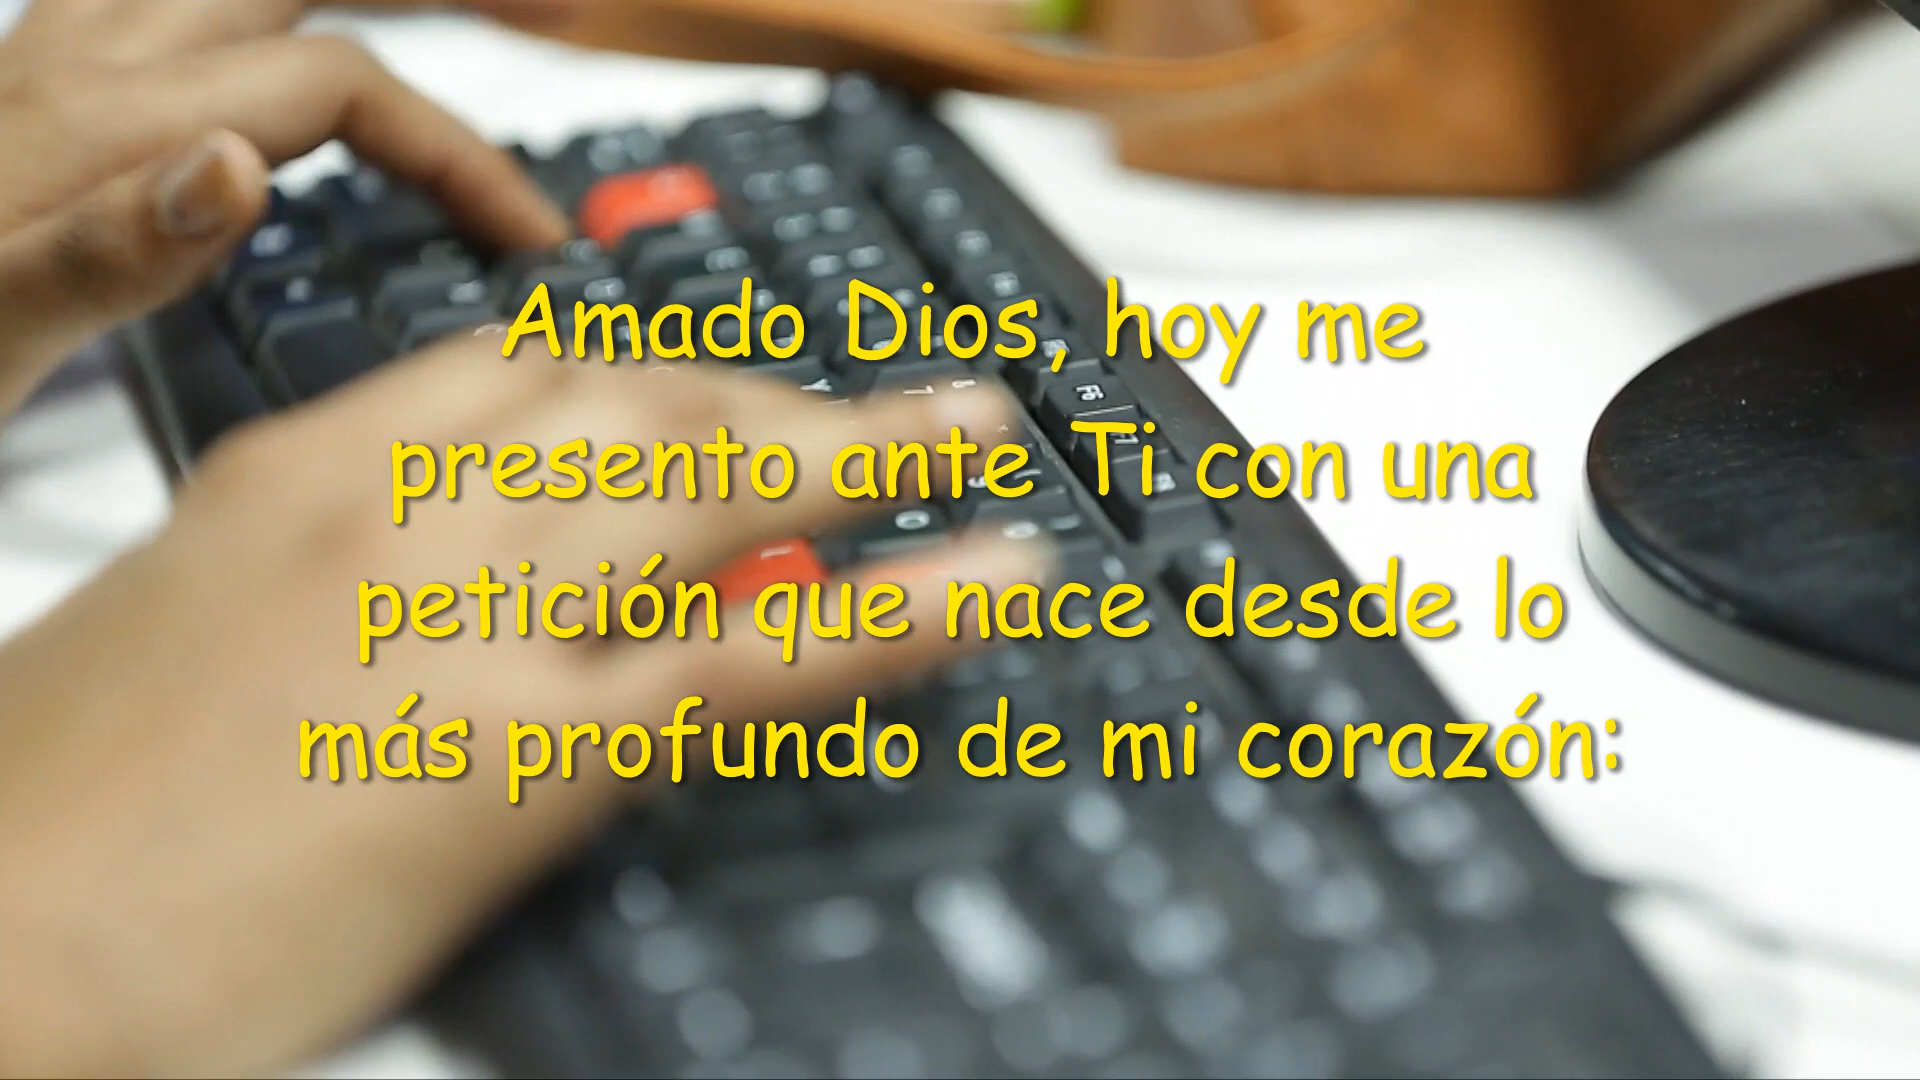 Amado Dios, hoy me
presento ante Ti con una
petición que nace desde lo
más profundo de mi corazón: